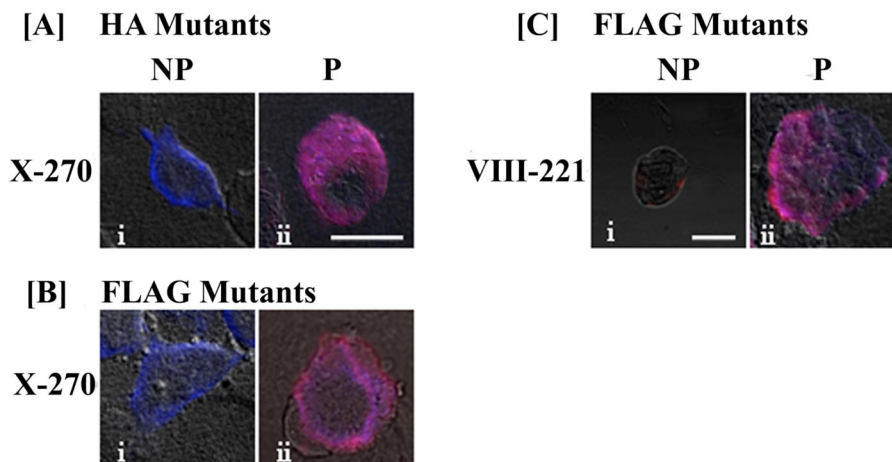 [A] HA Mutants
NP P
X-270
i ii
[B] FLAG Mutants
X-270
i ii
[C] FLAG Mutants
NP P
VIII-221
i ii